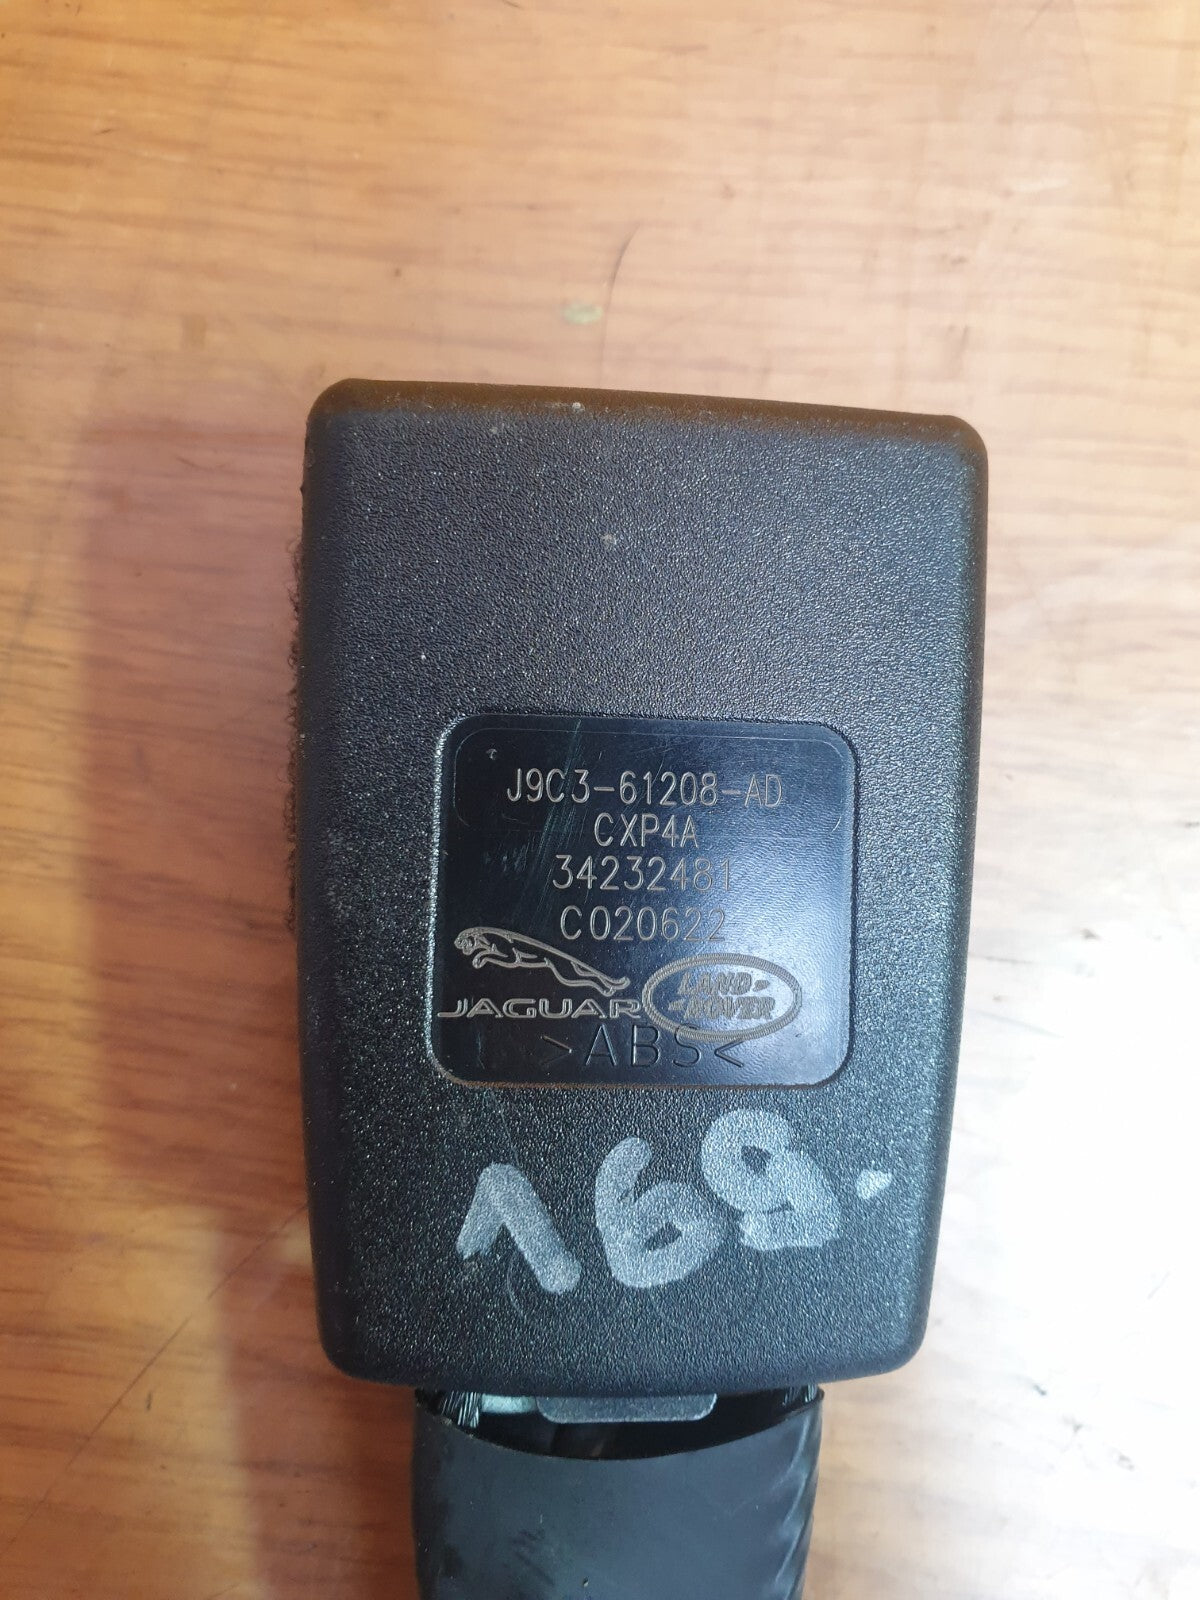 J9C3-61208-AD
CXP4A
34232481
C020622
JAGUAR
LAND
ROVER
>ABS<
168.